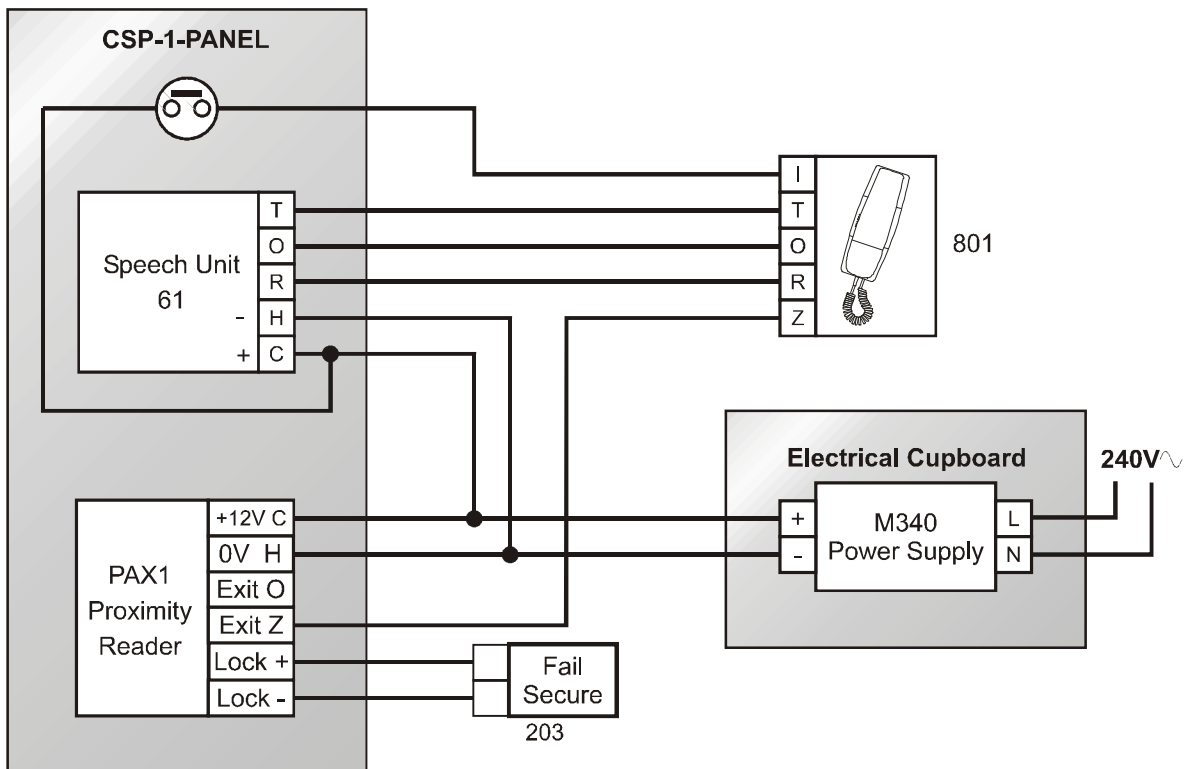 CSP-1-PANEL
T
O
R
H
C
Speech Unit
61
-
+
I
T
O
R
Z
801
Electrical Cupboard
240V~
+
-
M340
Power Supply
L
N
PAX1
Proximity
Reader
+12V C
0V H
Exit O
Exit Z
Lock +
Lock -
Fail
Secure
203